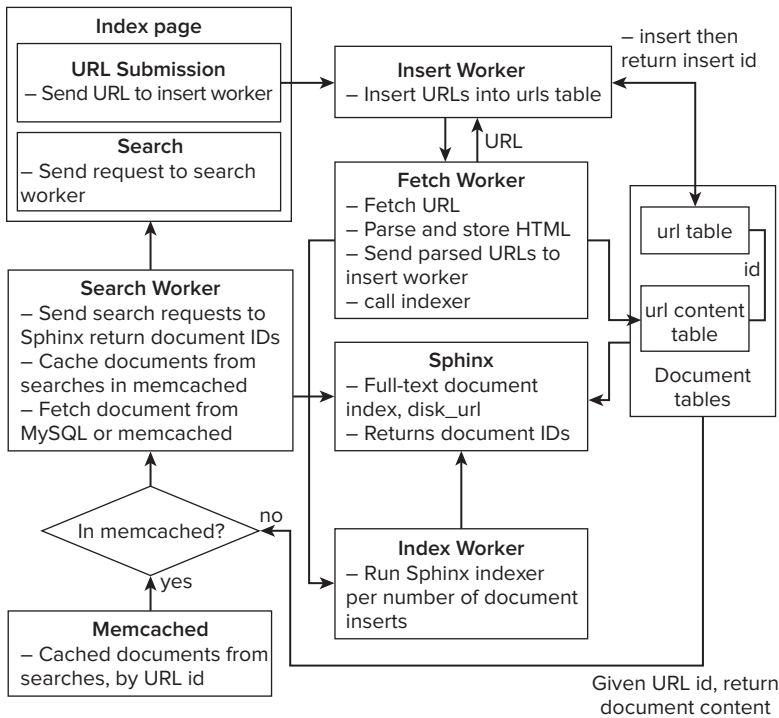 Index page
URL Submission
– Send URL to insert worker
Search
– Send request to search
worker
Insert Worker
– Insert URLs into urls table
– insert then
return insert id
URL
Fetch Worker
– Fetch URL
– Parse and store HTML
– Send parsed URLs to
insert worker
– call indexer
url table
id
url content
table
Document
tables
Search Worker
– Send search requests to
Sphinx return document IDs
– Cache documents from
searches in memcached
– Fetch document from
MySQL or memcached
Sphinx
– Full-text document
index, disk_url
– Returns document IDs
In memcached?
no
yes
Index Worker
– Run Sphinx indexer
per number of document
inserts
Memcached
– Cached documents from
searches, by URL id
Given URL id, return
document content